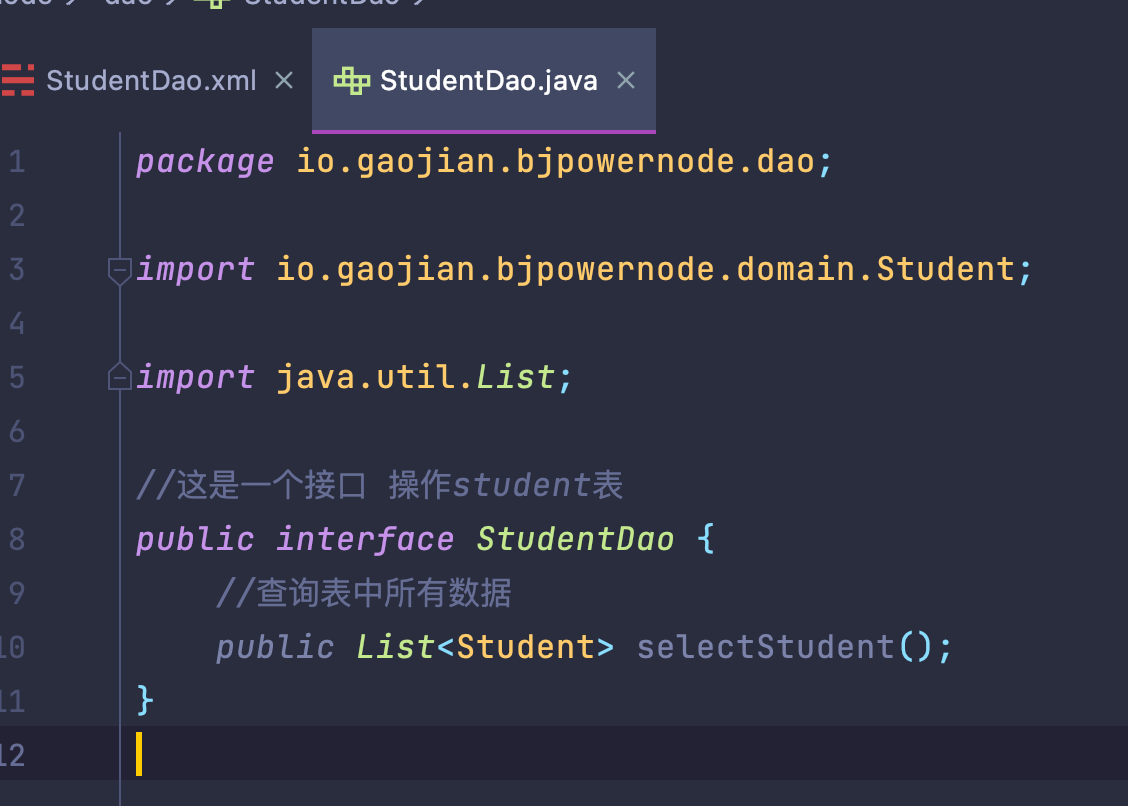 StudentDao.xml × StudentDao.java ×
1 package io.gaojian.bjpowernode.dao;
2
3 import io.gaojian.bjpowernode.domain.Student;
4
5 import java.util.List;
6
7 //这是一个接口 操作student表
8 public interface StudentDao {
9 //查询表中所有数据
10 public List<Student> selectStudent();
11 }
12